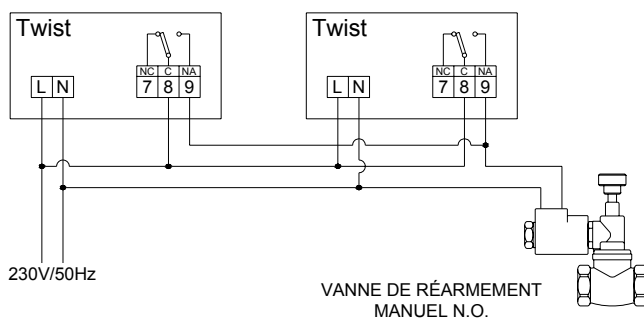 Twist
NC C NA
L N
7 8 9
Twist
NC C NA
L N
7 8 9
230V/50Hz
VANNE DE RÉARMEMENT
MANUEL N.O.